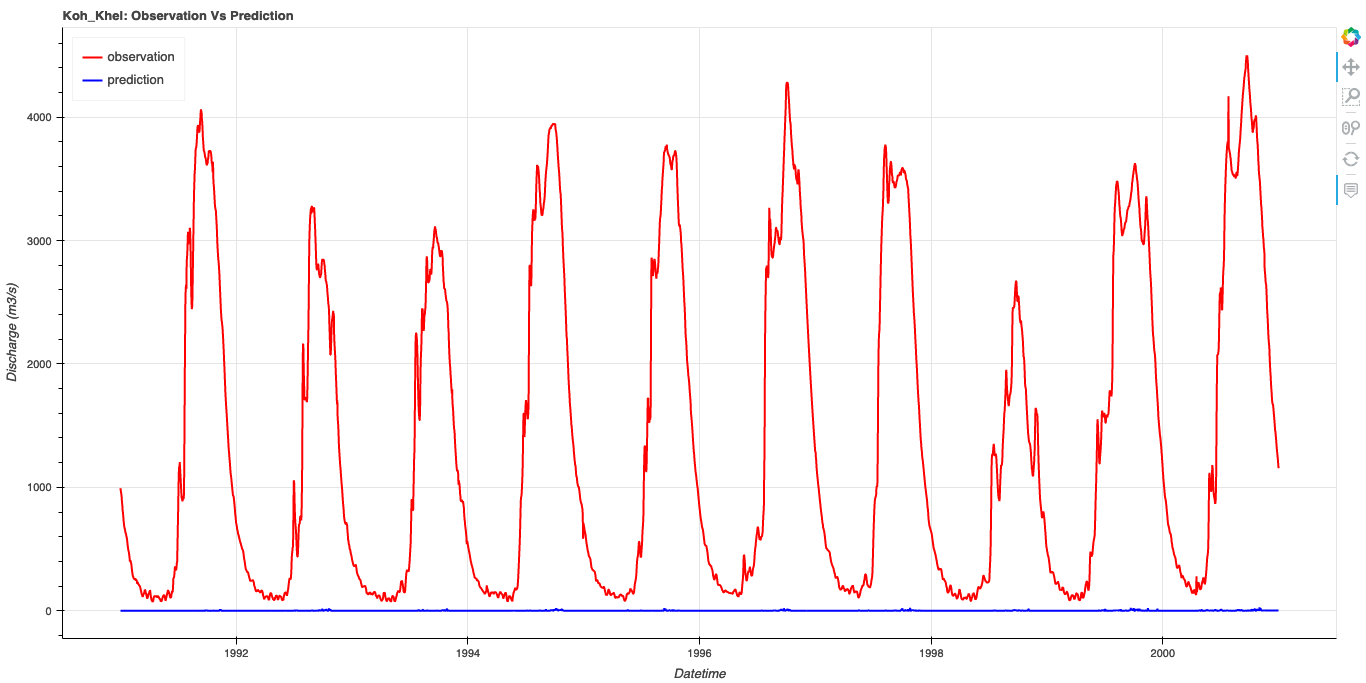 Koh_Khel: Observation Vs Prediction
observation
prediction
Discharge (m3/s)
4000
3000
2000
1000
0
1992
1994
1996
1998
2000
Datetime